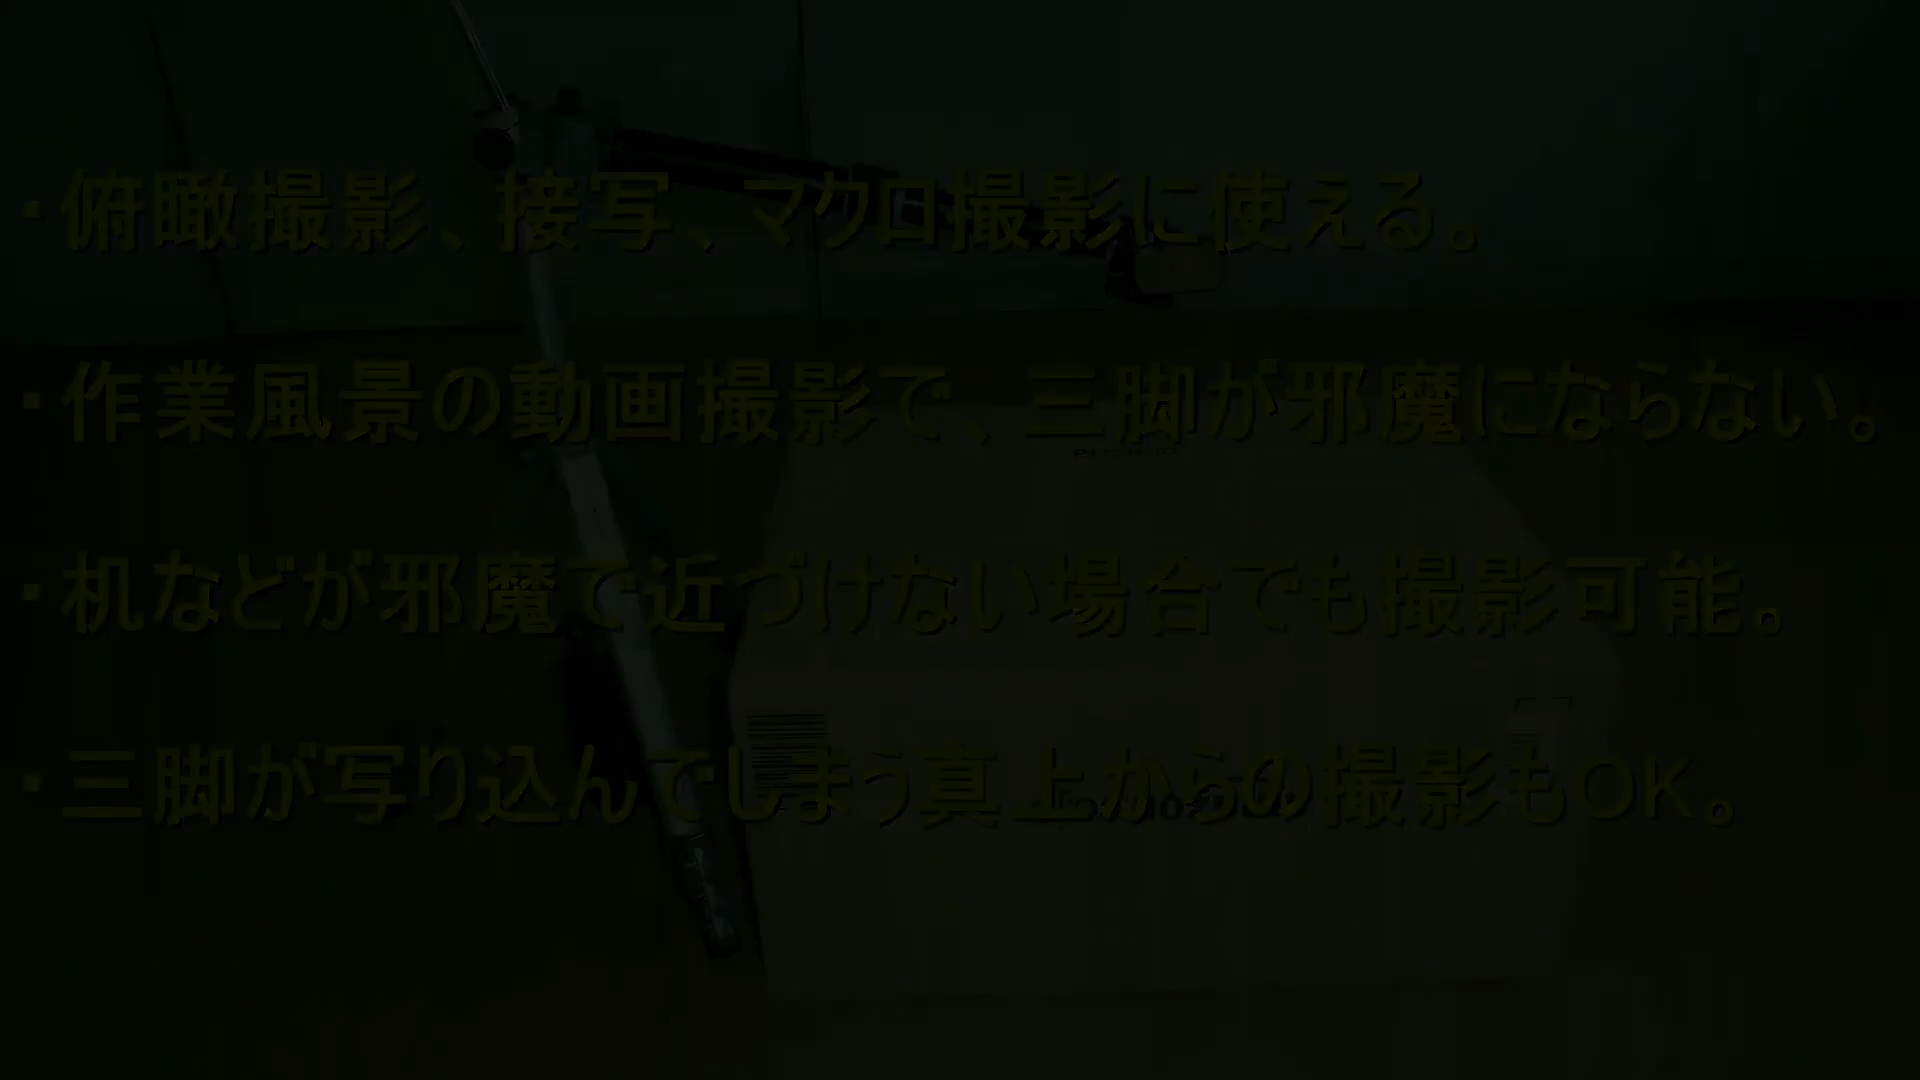 ・俯瞰撮影、接写、マクロ撮影に使える。
・作業風景の動画撮影で、三脚が邪魔にならない。
・机などが邪魔で近づけない場合でも撮影可能。
・三脚が写り込んでしまう真上からの撮影もOK。